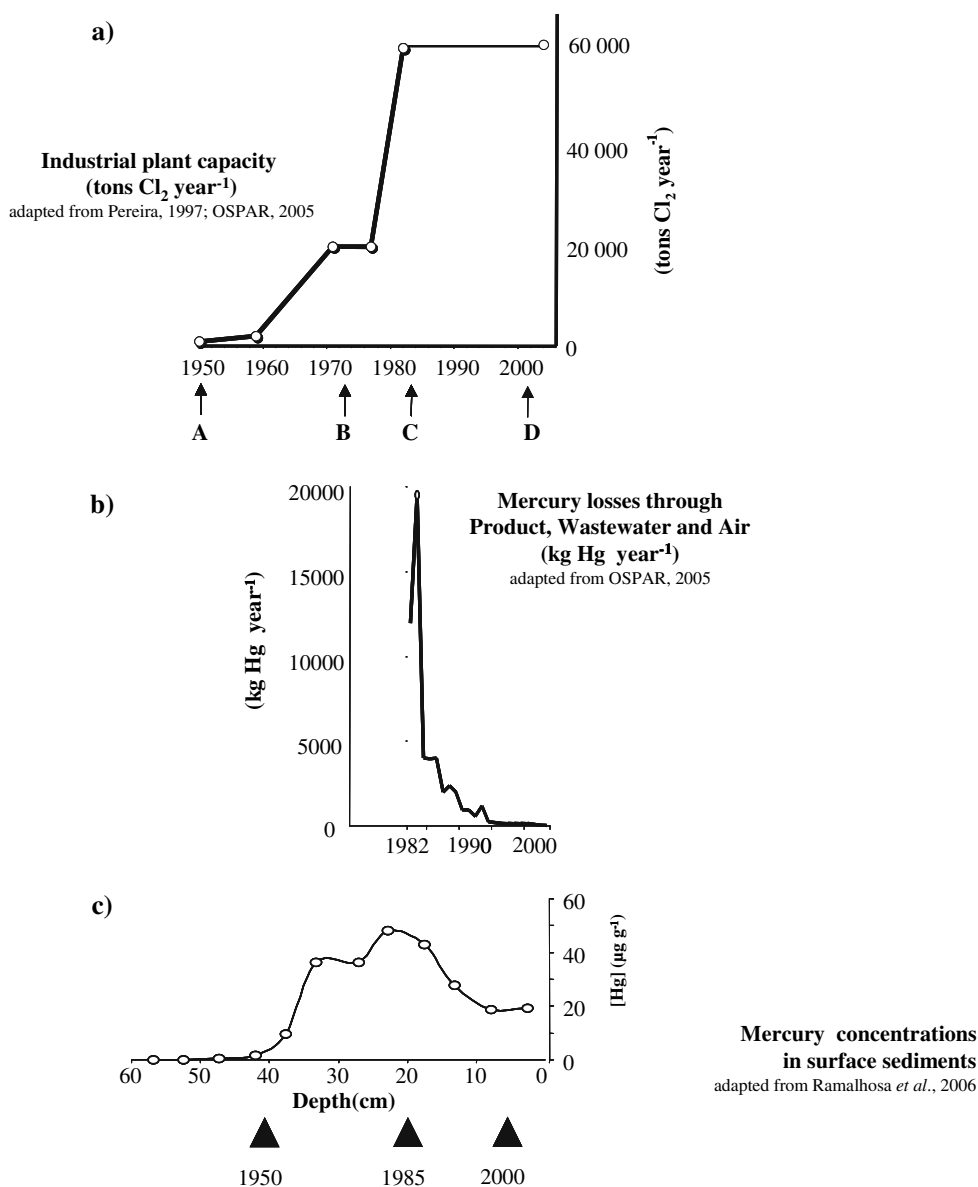 a)
60 000
40 000
20 000
0
(tons Cl₂ year⁻¹)
Industrial plant capacity
(tons Cl₂ year⁻¹)
adapted from Pereira, 1997; OSPAR, 2005
1950 1960 1970 1980 1990 2000
A B C D
b)
20000
15000
10000
5000
0
(kg Hg year⁻¹)
Mercury losses through
Product, Wastewater and Air
(kg Hg year⁻¹)
adapted from OSPAR, 2005
1982 1990 2000
c)
60
40
20
0
[Hg] (µg g⁻¹)
60 50 40 30 20 10 0
Depth(cm)
Mercury concentrations
in surface sediments
adapted from Ramalhosa et al., 2006
1950 1985 2000